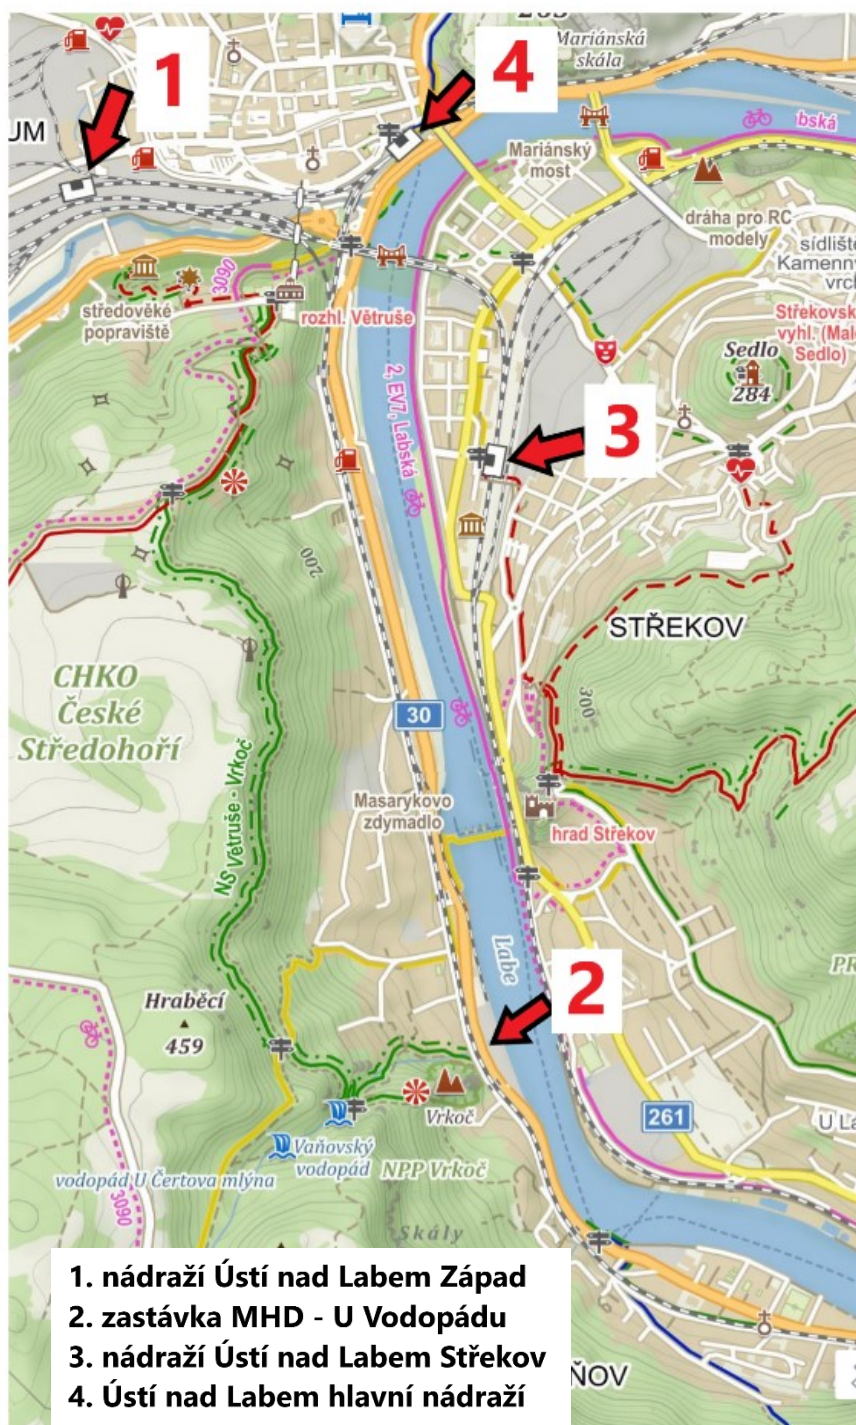 1
4
Mariánská
skála
UM
bská
Mariánský
most
dráha pro RC
modely
sídliště
Kamenný
vrch
3090
středověké
popraviště
rozhl. Větruše
Střekovsk
vyhl. (Malé
Sedlo)
Sedlo
284
2, EV7, Labská
3
200
STŘEKOV
CHKO
České
Středohoří
300
30
NS Větruše - Vrkoč
Masarykovo
zdymadlo
hrad Střekov
Labe
2
PR
Hraběcí
459
Vrkoč
261
U La
Vaňovský
vodopád
NPP Vrkoč
vodopád U Čertova mlýna
3090
Skály
1. nádraží Ústí nad Labem Západ
2. zastávka MHD - U Vodopádu
3. nádraží Ústí nad Labem Střekov
4. Ústí nad Labem hlavní nádraží
ŇOV